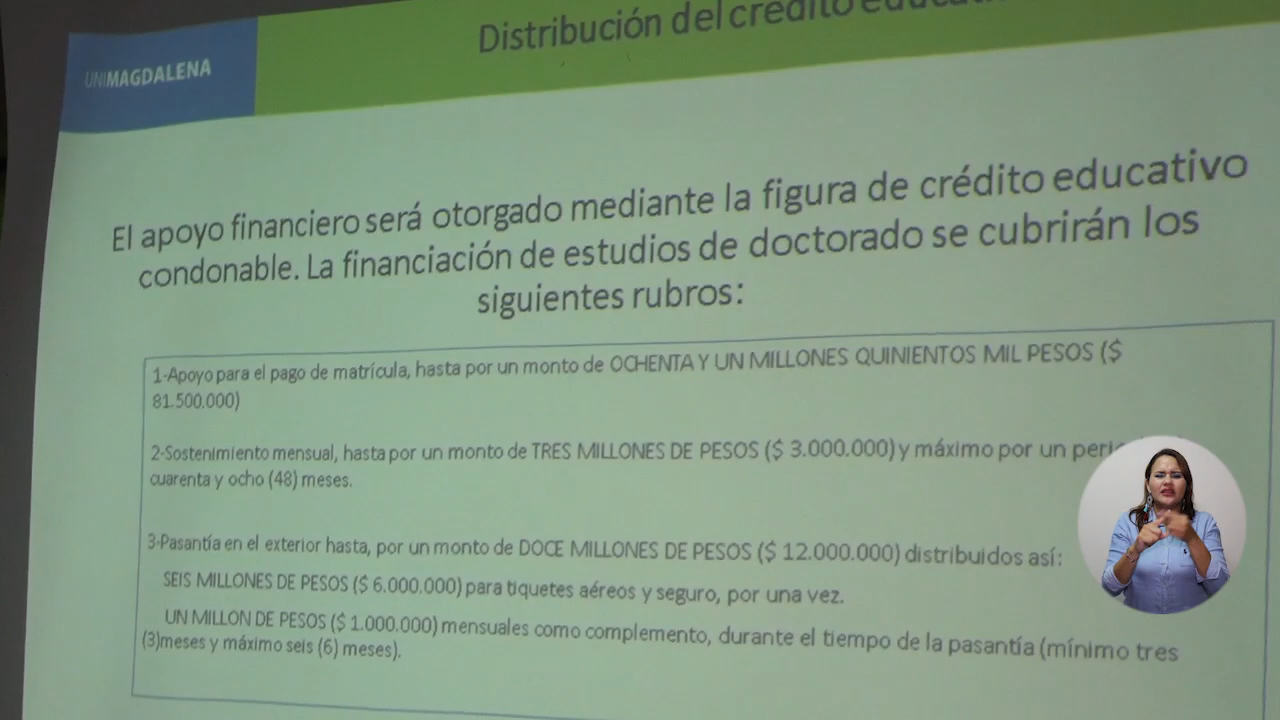 Distribución del crédito
UNIMAGDALENA
El apoyo financiero será otorgado mediante la figura de crédito educativo
condonable. La financiación de estudios de doctorado se cubrirán los
siguientes rubros:
1-Apoyo para el pago de matrícula, hasta por un monto de OCHENTA Y UN MILLONES QUINIENTOS MIL PESOS ($
81.500.000)
2-Sostenimiento mensual, hasta por un monto de TRES MILLONES DE PESOS ($ 3.000.000) y máximo por un
cuarenta y ocho (48) meses.
3-Pasantía en el exterior hasta, por un monto de DOCE MILLONES DE PESOS ($ 12.000.000) distribuidos así:
SEIS MILLONES DE PESOS ($ 6.000.000) para tiquetes aéreos y seguro, por una vez.
UN MILLON DE PESOS ($ 1.000.000) mensuales como complemento, durante el tiempo de la pasantía (mínimo tres
(3)meses y máximo seis (6) meses).